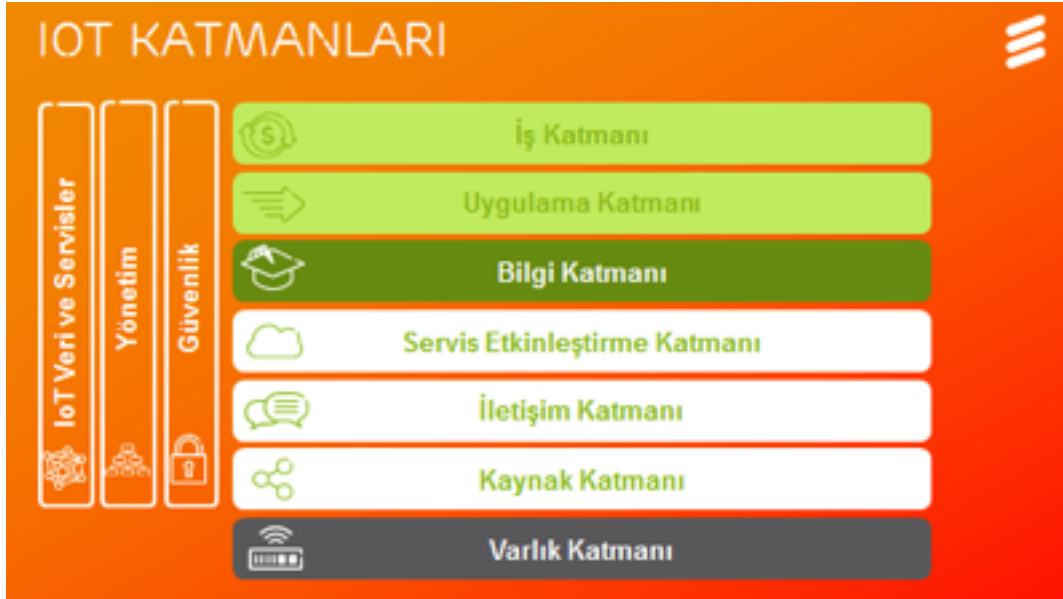 IOT KATMANLARI
IoT Veri ve Servisler
Yönetim
Güvenlik
İş Katmanı
Uygulama Katmanı
Bilgi Katmanı
Servis Etkinleştirme Katmanı
İletişim Katmanı
Kaynak Katmanı
Varlık Katmanı